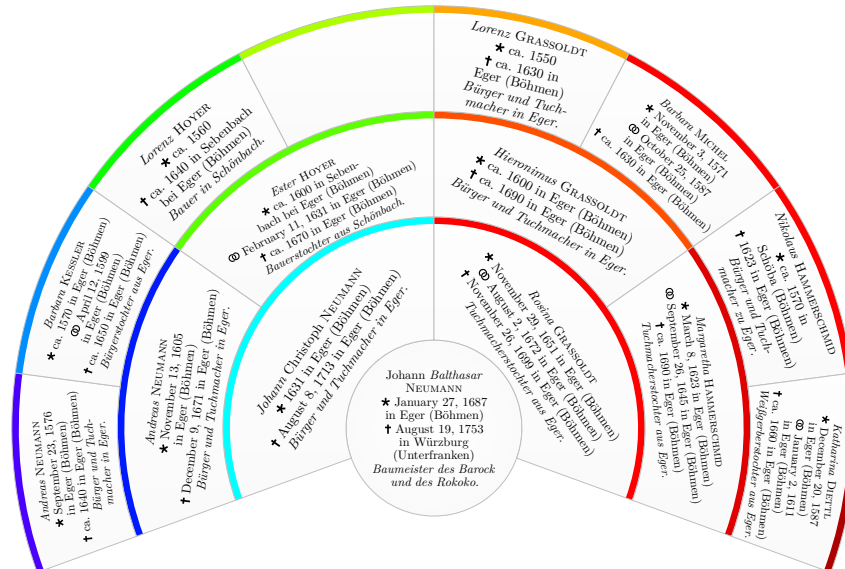 Johann Balthasar
NEUMANN
* January 27, 1687
in Eger (Böhmen)
† August 19, 1753
in Würzburg
(Unterfranken)
Baumeister des Barock
und des Rokoko.
Johann Christoph NEUMANN
* 1631 in Eger (Böhmen)
† August 8, 1713 in Eger (Böhmen)
Bürger und Tuchmacher in Eger.
Rosina GRASSOLDT
* November 29, 1651 in Eger (Böhmen)
⚭ August 2, 1672 in Eger (Böhmen)
† November 26, 1699 in Eger (Böhmen)
Tuchmacherstochter aus Eger.
Andreas NEUMANN
* November 13, 1605
in Eger (Böhmen)
† December 9, 1671 in Eger (Böhmen)
Bürger und Tuchmacher in Eger.
Ester HOYER
* ca. 1600 in Seben-
bach bei Eger (Böhmen)
⚭ February 11, 1631 in Eger (Böhmen)
† ca. 1670 in Eger (Böhmen)
Bauerstochter aus Schönbach.
Hieronimus GRASSOLDT
* ca. 1600 in Eger (Böhmen)
† ca. 1690 in Eger (Böhmen)
Bürger und Tuchmacher in Eger.
Margaretha HAMMERSCHMID
* March 8, 1623 in Eger (Böhmen)
⚭ September 26, 1645 in Eger (Böhmen)
† ca. 1690 in Eger (Böhmen)
Tuchmacherstochter aus Eger.
Andreas NEUMANN
* September 23, 1576
in Eger (Böhmen)
† ca. 1640 in Eger (Böhmen)
Bürger und Tuch-
macher in Eger.
Barbara KESSLER
* ca. 1570 in Eger (Böhmen)
⚭ April 12, 1599
in Eger (Böhmen)
† ca. 1650 in Eger (Böhmen)
Bürgerstochter aus Eger.
Lorenz HOYER
* ca. 1560
† ca. 1640 in Sebenbach
bei Eger (Böhmen)
Bauer in Schönbach.
Lorenz GRASSOLDT
* ca. 1550
† ca. 1630 in
Eger (Böhmen)
Bürger und Tuch-
macher in Eger.
Barbara MICHEL
* November 3, 1571
in Eger (Böhmen)
⚭ October 25, 1587
in Eger (Böhmen)
† ca. 1630 in Eger (Böhmen)
Nikolaus HAMMERSCHMID
* ca. 1570 in
Schöba (Böhmen)
† 1623 in Eger (Böhmen)
Bürger und Tuch-
macher zu Eger.
Katharina DIETTL
* December 20, 1587
in Eger (Böhmen)
⚭ January 2, 1611
in Eger (Böhmen)
† ca. 1600 in Eger (Böhmen)
Weißgerberstochter aus Eger.